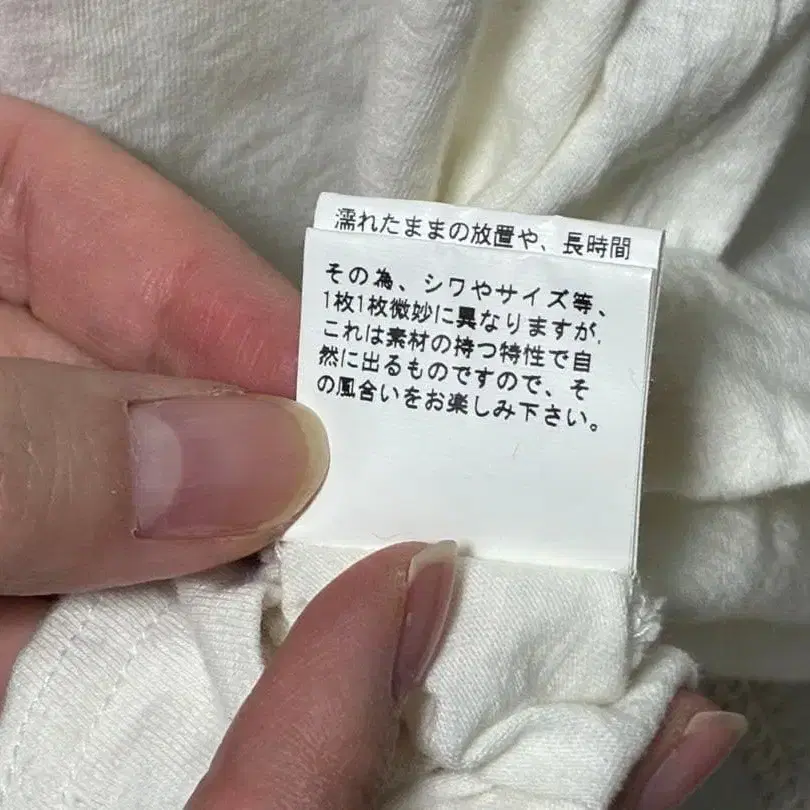 濡れたままの放置や、長時間
その為、シワやサイズ等、
1枚1枚微妙に異なりますが、
これは素材の持つ特性で自
然に出るものですので、そ
の風合いをお楽しみ下さい。